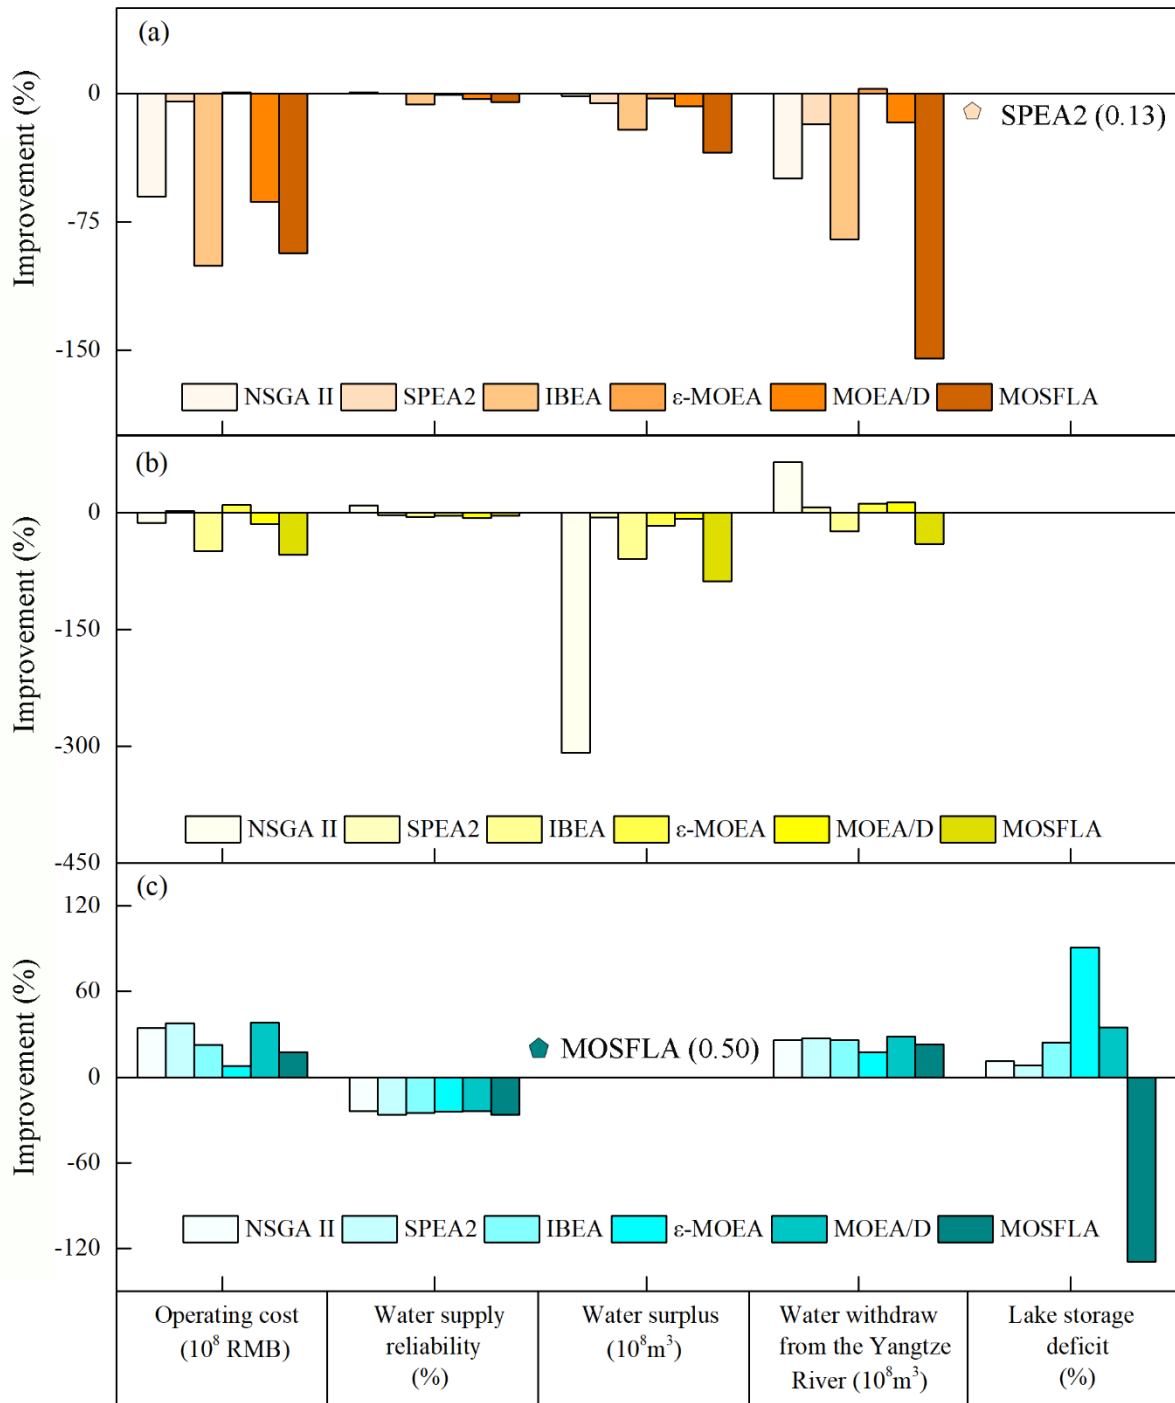 (a)
Improvement (%)
0
-75
-150
SPEA2 (0.13)
NSGA II SPEA2 IBEA ε-MOEA MOEA/D MOSFLA
(b)
Improvement (%)
0
-150
-300
-450
NSGA II SPEA2 IBEA ε-MOEA MOEA/D MOSFLA
(c)
Improvement (%)
120
60
0
-60
-120
MOSFLA (0.50)
NSGA II SPEA2 IBEA ε-MOEA MOEA/D MOSFLA
Operating cost
(10⁸ RMB)
Water supply
reliability
(%)
Water surplus
(10⁸m³)
Water withdraw
from the Yangtze
River (10⁸m³)
Lake storage
deficit
(%)